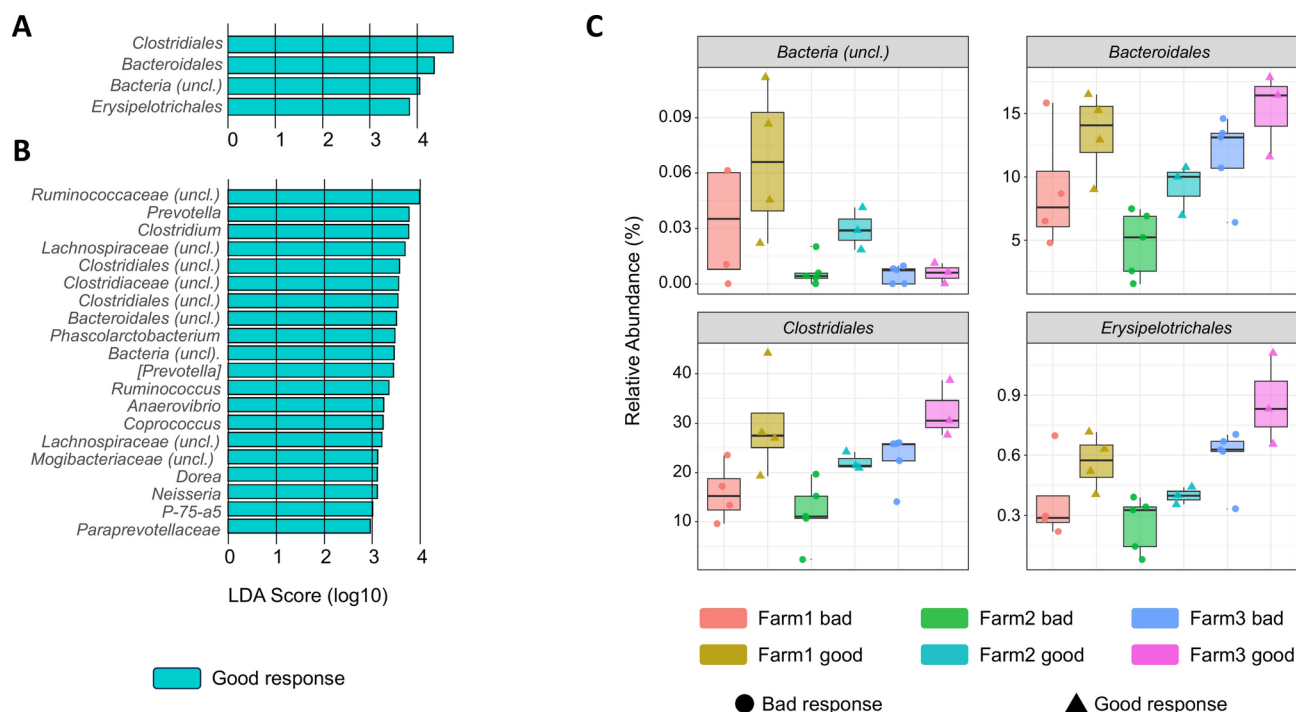 A
Clostridiales
Bacteroidales
Bacteria (uncl.)
Erysipelotrichales
0 1 2 3 4
B
Ruminococcaceae (uncl.)
Prevotella
Clostridium
Lachnospiraceae (uncl.)
Clostridiales (uncl.)
Clostridiaceae (uncl.)
Clostridiales (uncl.)
Bacteroidales (uncl.)
Phascolarctobacterium
Bacteria (uncl).
[Prevotella]
Ruminococcus
Anaerovibrio
Coprococcus
Lachnospiraceae (uncl.)
Mogibacteriaceae (uncl.)
Dorea
Neisseria
P-75-a5
Paraprevotellaceae
0 1 2 3 4
LDA Score (log10)
Good response
C
Relative Abundance (%)
Bacteria (uncl.)
0.09
0.06
0.03
0.00
Bacteroidales
15
10
5
Clostridiales
40
30
20
10
Erysipelotrichales
0.9
0.6
0.3
Farm1 bad Farm2 bad Farm3 bad
Farm1 good Farm2 good Farm3 good
Bad response Good response